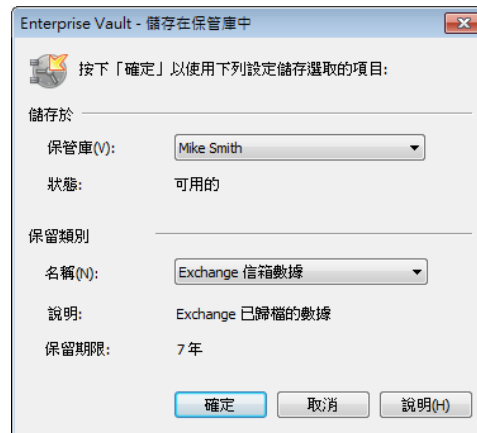 Enterprise Vault - 儲存在保管庫中
按下「確定」以使用下列設定儲存選取的項目:
儲存於
保管庫(V): Mike Smith
狀態: 可用的
保留類別
名稱(N): Exchange 信箱數據
說明: Exchange 已歸檔的數據
保留期限: 7 年
確定 取消 說明(H)